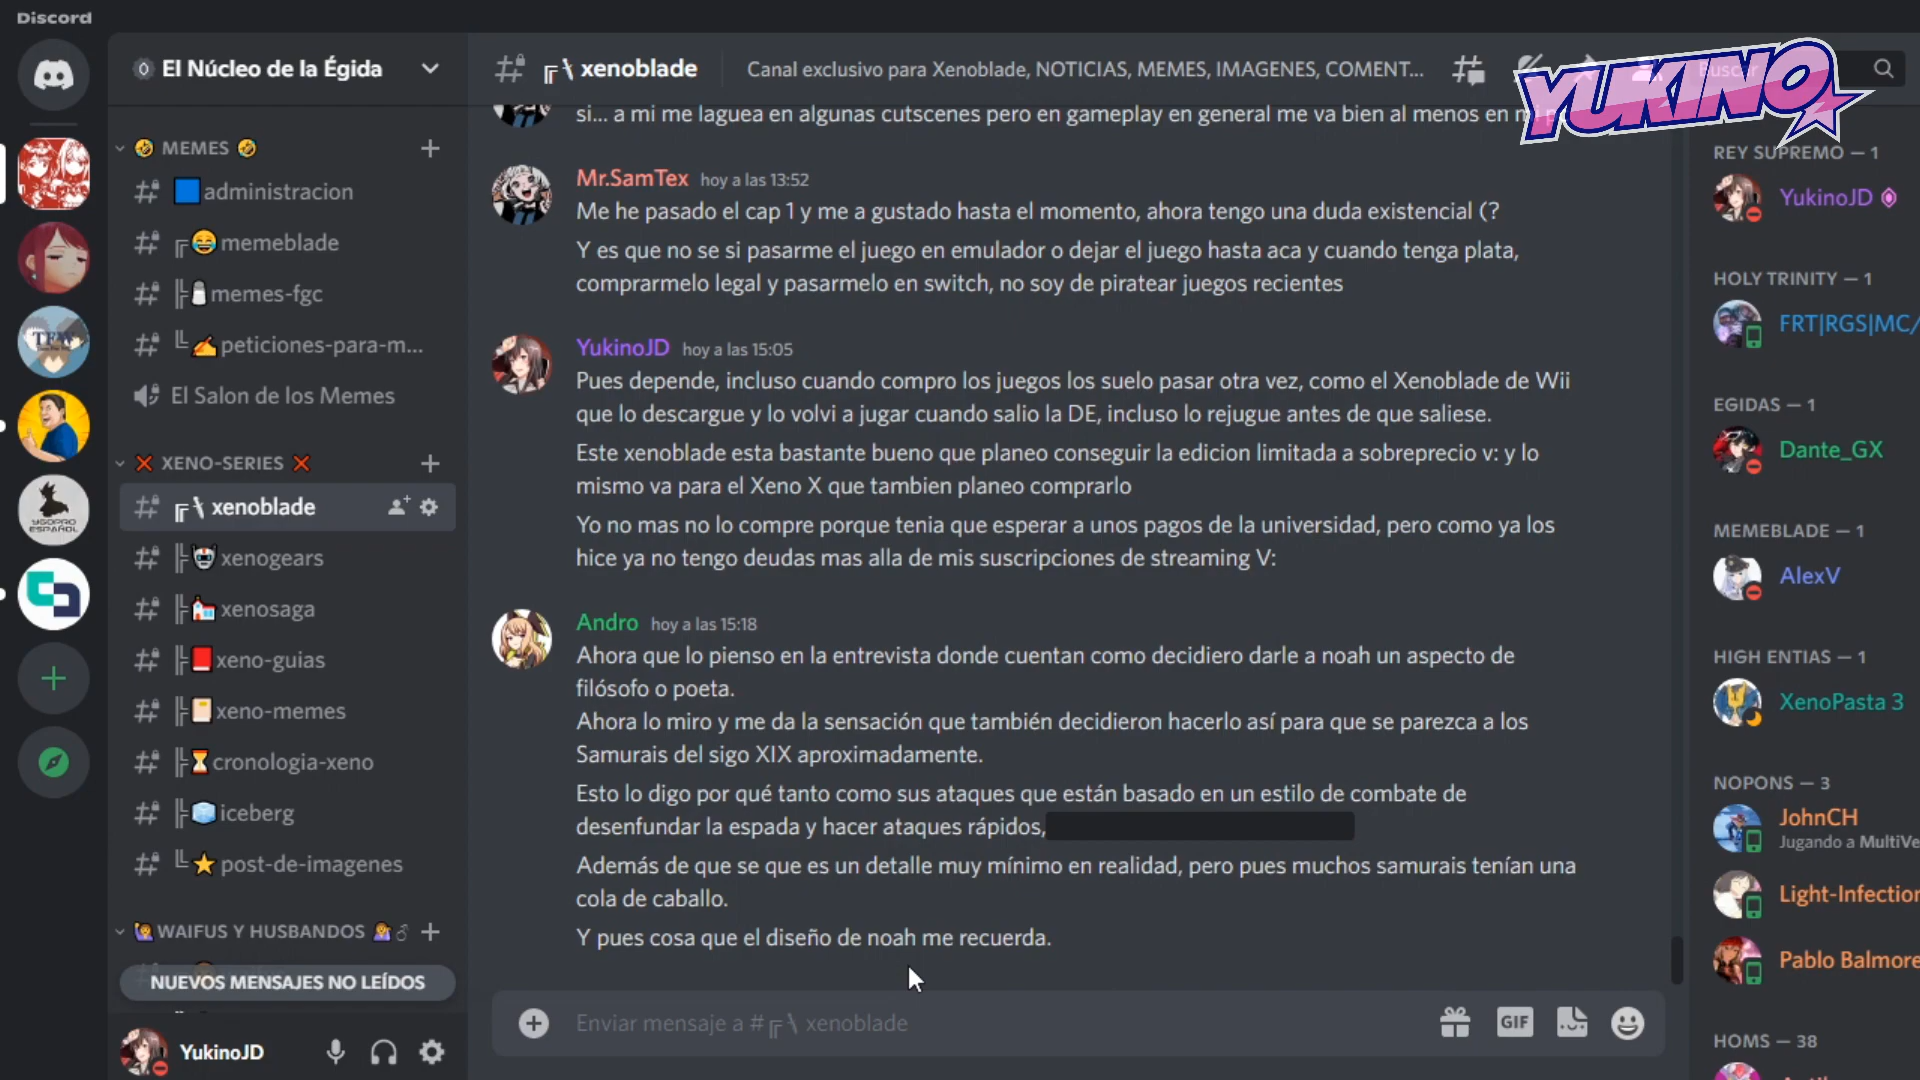 Discord
El Núcleo de la Égida
MEMES
administracion
memeblade
memes-fgc
peticiones-para-m...
El Salon de los Memes
XENO-SERIES
xenoblade
xenogears
xenosaga
xeno-guias
xeno-memes
cronologia-xeno
iceberg
post-de-imagenes
WAIFUS Y HUSBANDOS
NUEVOS MENSAJES NO LEÍDOS
YukinoJD
TFW
YGOPRO
ESPAÑOL
xenoblade
Canal exclusivo para Xenoblade, NOTICIAS, MEMES, IMAGENES, COMENT...
Buscar
YUKINO
si... a mi me laguea en algunas cutscenes pero en gameplay en general me va bien al menos en
Mr.SamTex hoy a las 13:52
Me he pasado el cap 1 y me a gustado hasta el momento, ahora tengo una duda existencial (?
Y es que no se si pasarme el juego en emulador o dejar el juego hasta aca y cuando tenga plata,
comprarmelo legal y pasarmelo en switch, no soy de piratear juegos recientes
YukinoJD hoy a las 15:05
Pues depende, incluso cuando compro los juegos los suelo pasar otra vez, como el Xenoblade de Wii
que lo descargue y lo volvi a jugar cuando salio la DE, incluso lo rejugue antes de que saliese.
Este xenoblade esta bastante bueno que planeo conseguir la edicion limitada a sobreprecio v: y lo
mismo va para el Xeno X que tambien planeo comprarlo
Yo no mas no lo compre porque tenia que esperar a unos pagos de la universidad, pero como ya los
hice ya no tengo deudas mas alla de mis suscripciones de streaming V:
Andro hoy a las 15:18
Ahora que lo pienso en la entrevista donde cuentan como decidiero darle a noah un aspecto de
filósofo o poeta.
Ahora lo miro y me da la sensación que también decidieron hacerlo así para que se parezca a los
Samurais del sigo XIX aproximadamente.
Esto lo digo por qué tanto como sus ataques que están basado en un estilo de combate de
desenfundar la espada y hacer ataques rápidos,
Además de que se que es un detalle muy mínimo en realidad, pero pues muchos samurais tenían una
cola de caballo.
Y pues cosa que el diseño de noah me recuerda.
Enviar mensaje a # xenoblade
GIF
REY SUPREMO — 1
YukinoJD
HOLY TRINITY — 1
FRT|RGS|MC/
EGIDAS — 1
Dante_GX
MEMEBLADE — 1
AlexV
HIGH ENTIAS — 1
XenoPasta 3
NOPONS — 3
JohnCH
Jugando a MultiVe
Light-Infection
Pablo Balmore
HOMS — 38